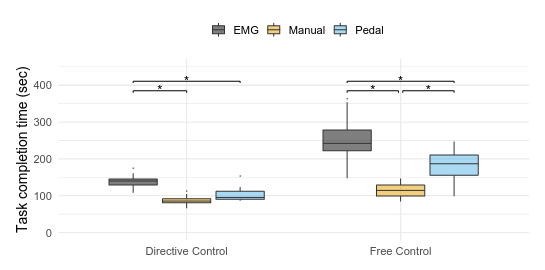 EMG Manual Pedal
Task completion time (sec)
400
300
200
100
0
* * *
* * *
Directive Control Free Control